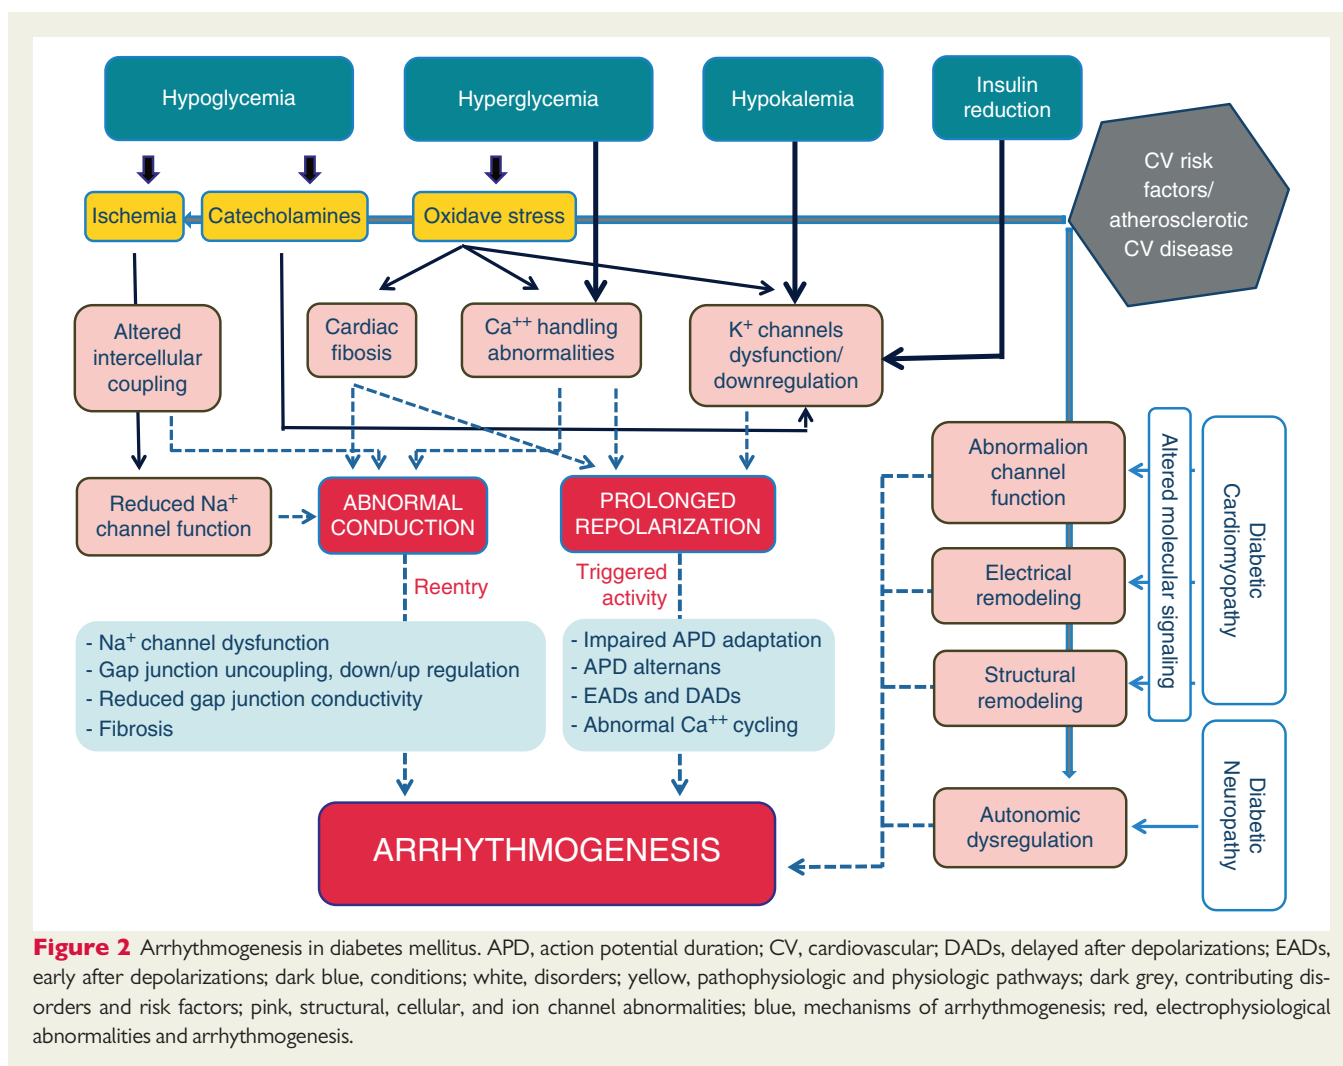 Hypoglycemia
Hyperglycemia
Hypokalemia
Insulin
reduction
CV risk
factors/
atherosclerotic
CV disease
Ischemia
Catecholamines
Oxidave stress
Altered
intercellular
coupling
Cardiac
fibosis
Ca++ handling
abnormalities
K+ channels
dysfunction/
downregulation
Reduced Na+
channel function
ABNORMAL
CONDUCTION
PROLONGED
REPOLARIZATION
Reentry
Triggered
activity
- Na+ channel dysfunction
- Gap junction uncoupling, down/up regulation
- Reduced gap junction conductivity
- Fibrosis
- Impaired APD adaptation
- APD alternans
- EADs and DADs
- Abnormal Ca++ cycling
ARRHYTHMOGENESIS
Abnormalion
channel
function
Electrical
remodeling
Structural
remodeling
Autonomic
dysregulation
Altered molecular signaling
Diabetic
Cardiomyopathy
Diabetic
Neuropathy
Figure 2 Arrhythmogenesis in diabetes mellitus. APD, action potential duration; CV, cardiovascular; DADs, delayed after depolarizations; EADs,
early after depolarizations; dark blue, conditions; white, disorders; yellow, pathophysiologic and physiologic pathways; dark grey, contributing dis-
orders and risk factors; pink, structural, cellular, and ion channel abnormalities; blue, mechanisms of arrhythmogenesis; red, electrophysiological
abnormalities and arrhythmogenesis.